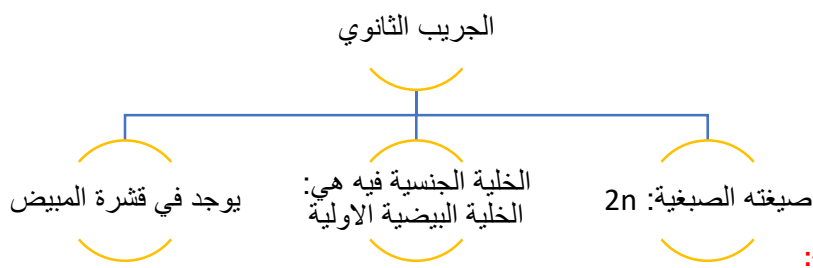 الجريب الثانوي
صيغته الصبغية: 2n
الخلية الجنسية فيه هي:
الخلية البيضية الاولية
يوجد في قشرة المبيض
: